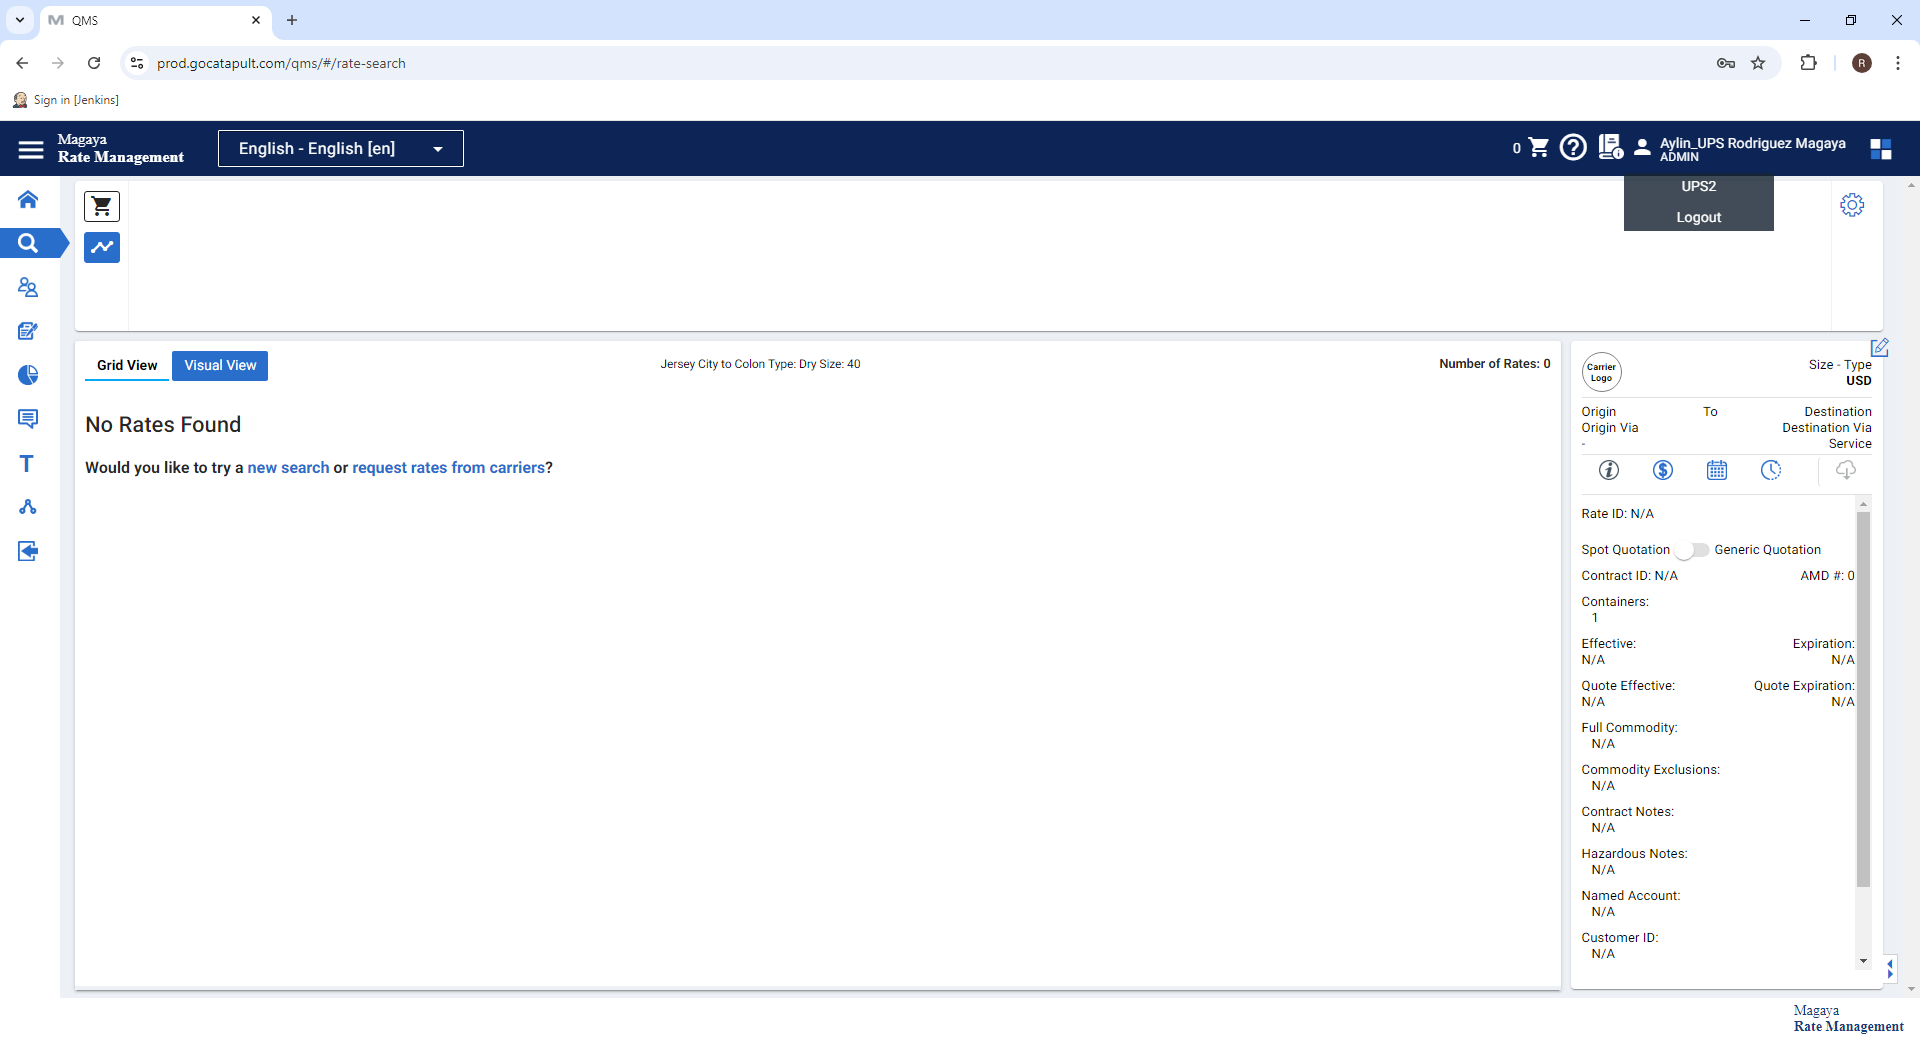 QMS
prod.gocatapult.com/qms/#/rate-search
R
Sign in [Jenkins]
Magaya
Rate Management
English - English [en]
0
Aylin_UPS Rodriguez Magaya
ADMIN
UPS2
Logout
Grid View
Visual View
Jersey City to Colon Type: Dry Size: 40
Number of Rates: 0
No Rates Found
Would you like to try a new search or request rates from carriers?
Carrier
Logo
Size - Type
USD
Origin To Destination
Origin Via Destination Via
- Service
Rate ID: N/A
Spot Quotation Generic Quotation
Contract ID: N/A AMD #: 0
Containers:
1
Effective: Expiration:
N/A N/A
Quote Effective: Quote Expiration:
N/A N/A
Full Commodity:
N/A
Commodity Exclusions:
N/A
Contract Notes:
N/A
Hazardous Notes:
N/A
Named Account:
N/A
Customer ID:
N/A
T
Magaya
Rate Management